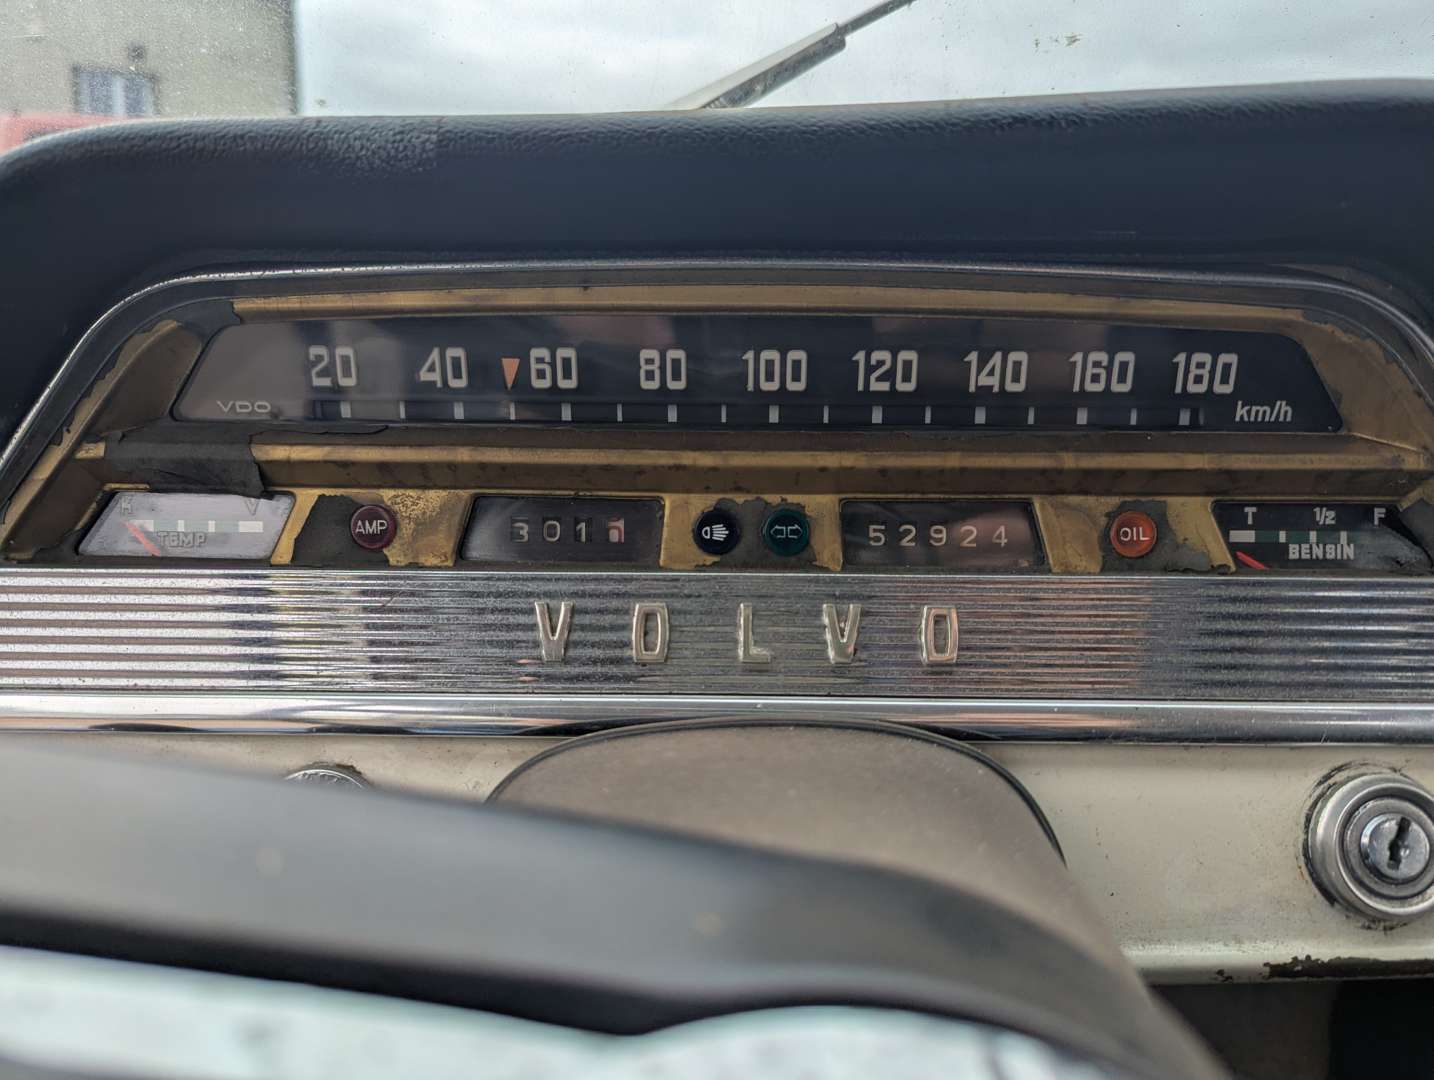 20 40 60 80 100 120 140 160 180
VDO km/h
H V
TEMP
AMP
301
52924
OIL
T 1/2 F
BENSIN
VOLVO